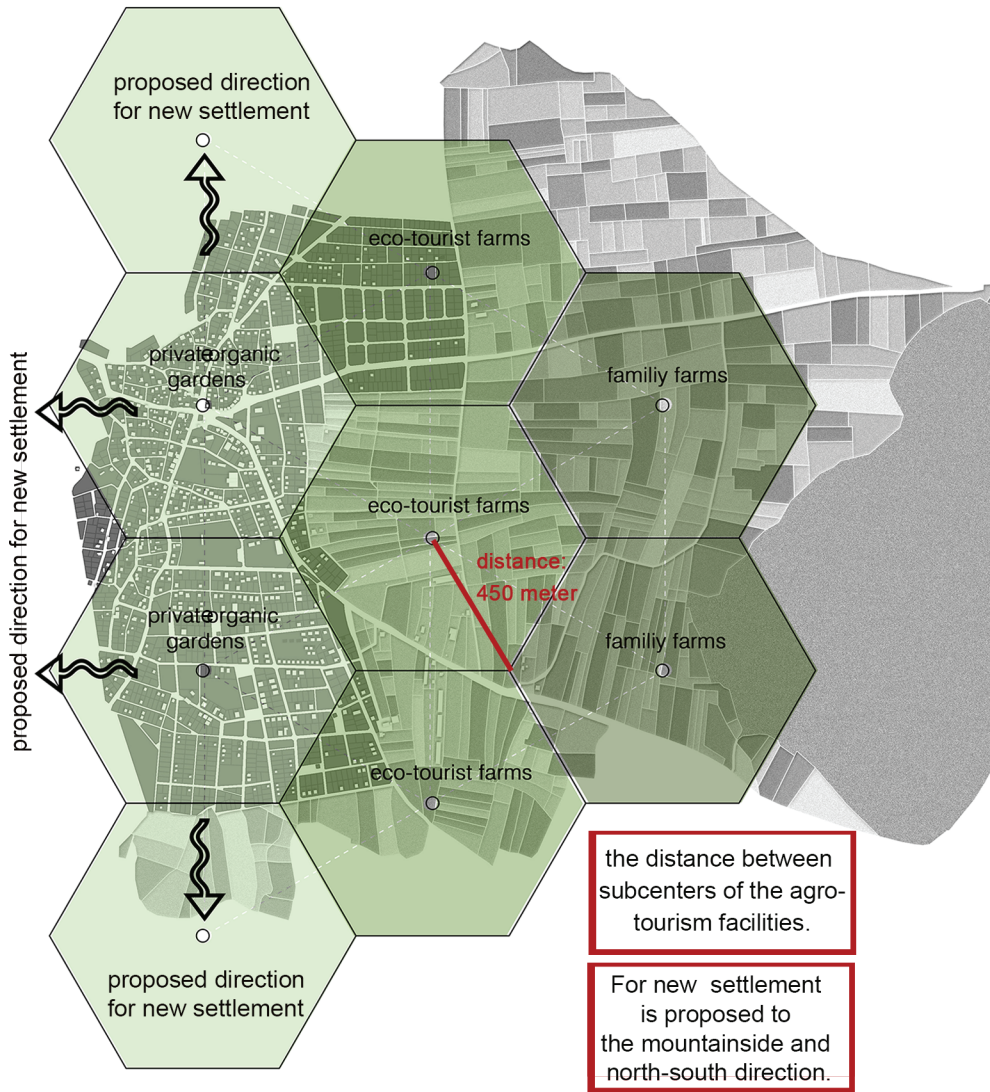 proposed direction
for new settlement
eco-tourist farms
private organic
gardens
familiy farms
proposed direction for new settlement
eco-tourist farms
distance:
450 meter
private organic
gardens
familiy farms
eco-tourist farms
the distance between
subcenters of the agro-
tourism facilities.
proposed direction
for new settlement
For new settlement
is proposed to
the mountainside and
north-south direction.